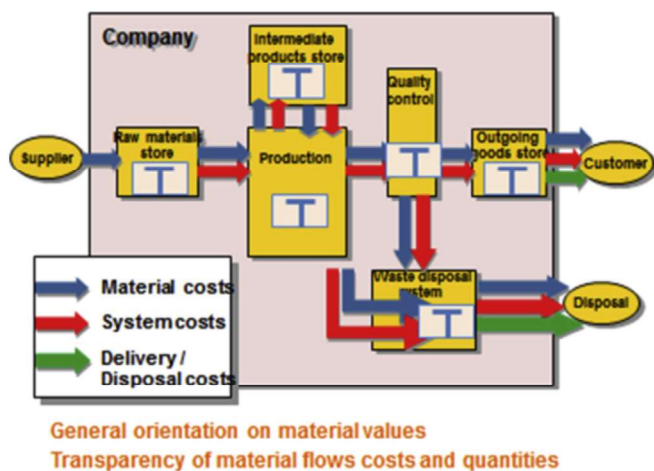 Company
Intermediate
products store
T
Quality
control
Raw materials
store
Production
Outgoing
goods store
Supplier
T
T
T
T
Customer
Waste disposal
system
T
Disposal
Material costs
System costs
Delivery /
Disposal costs
General orientation on material values
Transparency of material flows costs and quantities